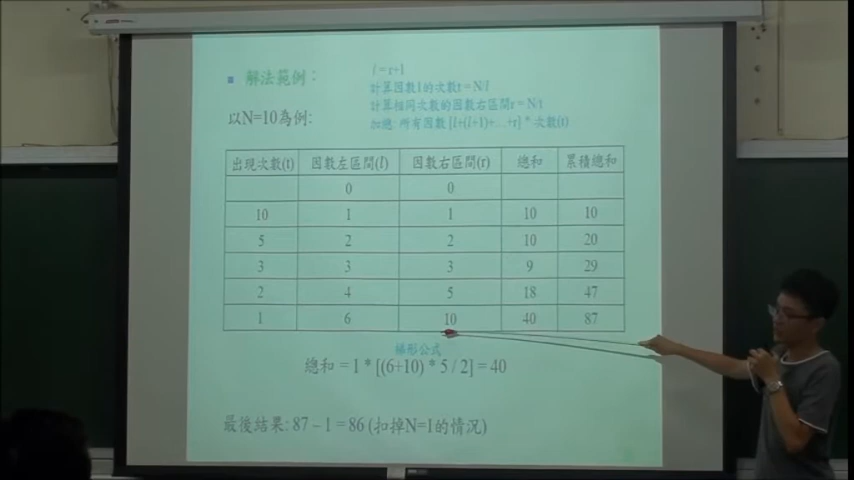 解法範例：
l = r+1
計算因數l的次數t = N/l
計算相同次數的因數右區間r = N/t
加總: 所有因數 [l+(l+1)+...+r] * 次數(t)
以N=10為例:
出現次數(t) 因數左區間(l) 因數右區間(r) 總和 累積總和
0 0
10 1 1 10 10
5 2 2 10 20
3 3 3 9 29
2 4 5 18 47
1 6 10 40 87
梯形公式
總和 = 1 * [(6+10) * 5 / 2] = 40
最後結果: 87 – 1 = 86 (扣掉N=1的情況)